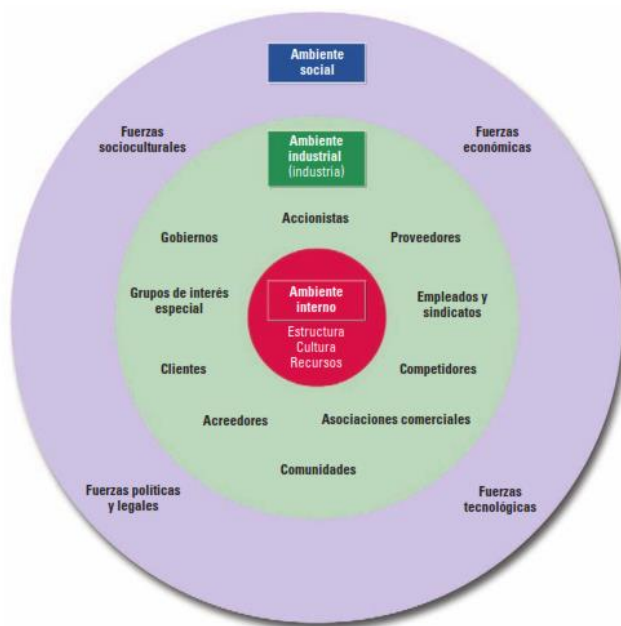 Ambiente
social
Fuerzas
socioculturales
Fuerzas
económicas
Ambiente
industrial
(industria)
Accionistas
Gobiernos
Proveedores
Grupos de interés
especial
Ambiente
interno
Estructura
Cultura
Recursos
Empleados y
sindicatos
Clientes
Competidores
Acreedores
Asociaciones comerciales
Comunidades
Fuerzas políticas
y legales
Fuerzas
tecnológicas